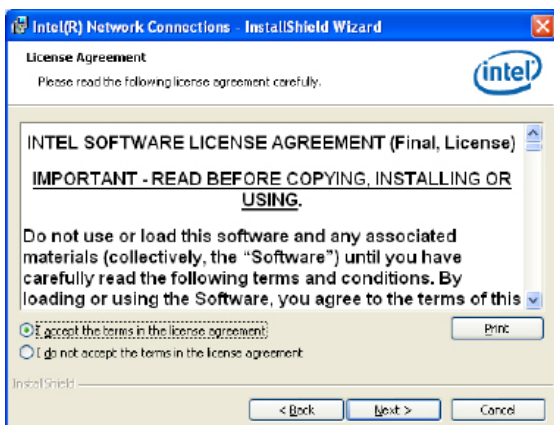 Intel(R) Network Connections - InstallShield Wizard
License Agreement
Please read the following license agreement carefully.
intel
INTEL SOFTWARE LICENSE AGREEMENT (Final, License)
IMPORTANT - READ BEFORE COPYING, INSTALLING OR
USING.
Do not use or load this software and any associated
materials (collectively, the “Software”) until you have
carefully read the following terms and conditions. By
loading or using the Software, you agree to the terms of this
I accept the terms in the license agreement
Print
I do not accept the terms in the license agreement
InstallShield
< Back
Next >
Cancel